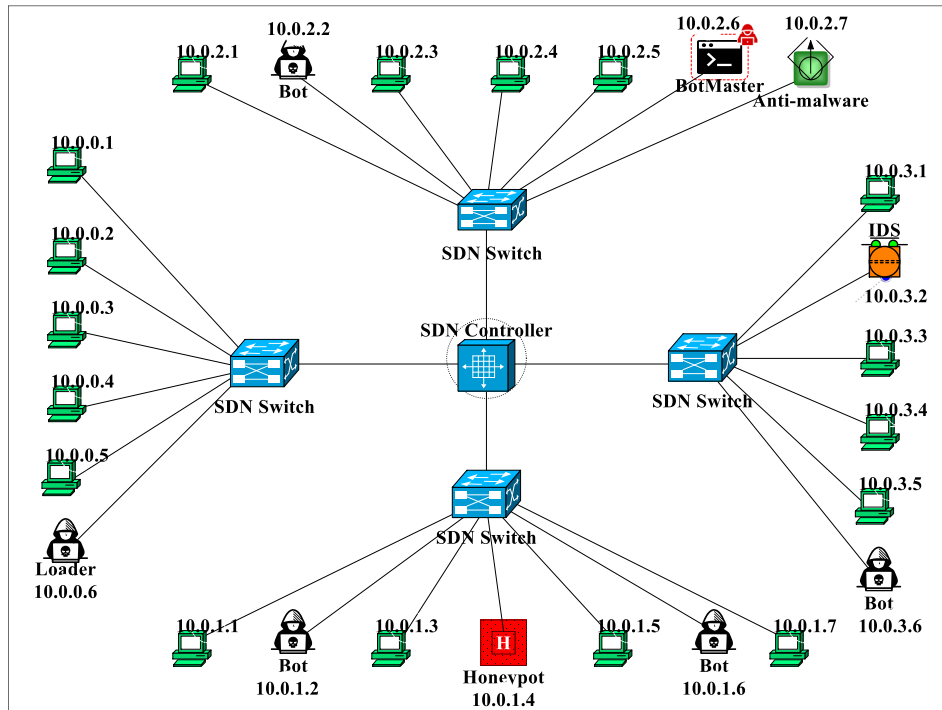 10.0.2.1
10.0.2.2
Bot
10.0.2.3
10.0.2.4
10.0.2.5
10.0.2.6
BotMaster
10.0.2.7
Anti-malware
SDN Switch
10.0.0.1
10.0.0.2
10.0.0.3
10.0.0.4
10.0.0.5
Loader
10.0.0.6
SDN Switch
SDN Controller
SDN Switch
10.0.3.1
IDS
10.0.3.2
10.0.3.3
10.0.3.4
10.0.3.5
Bot
10.0.3.6
SDN Switch
10.0.1.1
Bot
10.0.1.2
10.0.1.3
H
Honeypot
10.0.1.4
10.0.1.5
Bot
10.0.1.6
10.0.1.7